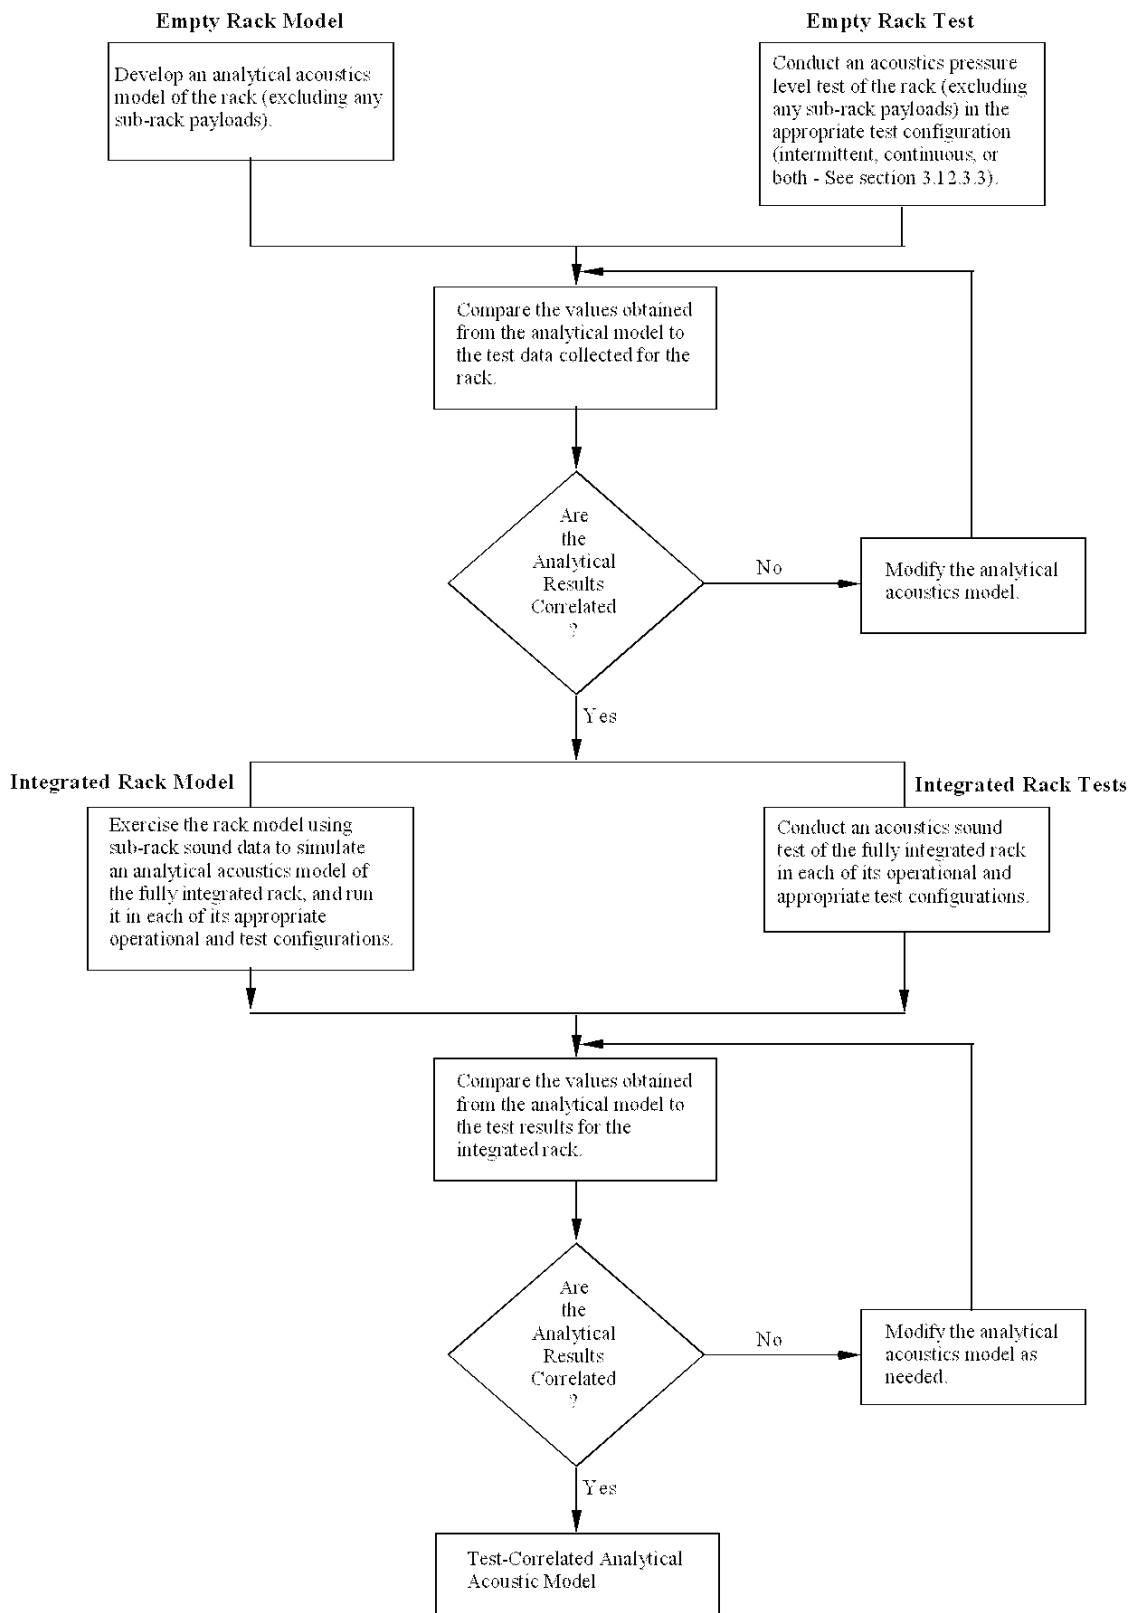 Empty Rack Model
Empty Rack Test
Develop an analytical acoustics
model of the rack (excluding any
sub-rack payloads).
Conduct an acoustics pressure
level test of the rack (excluding
any sub-rack payloads) in the
appropriate test configuration
(intermittent, continuous, or
both - See section 3.12.3.3).
Compare the values obtained
from the analytical model to
the test data collected for the
rack.
Are
the
Analytical
Results
Correlated
?
No
Modify the analytical
acoustics model.
Yes
Integrated Rack Model
Integrated Rack Tests
Exercise the rack model using
sub-rack sound data to simulate
an analytical acoustics model of
the fully integrated rack, and run
it in each of its appropriate
operational and test configurations.
Conduct an acoustics sound
test of the fully integrated rack
in each of its operational and
appropriate test configurations.
Compare the values obtained
from the analytical model to
the test results for the
integrated rack.
Are
the
Analytical
Results
Correlated
?
No
Modify the analytical
acoustics model as
needed.
Yes
Test-Correlated Analytical
Acoustic Model